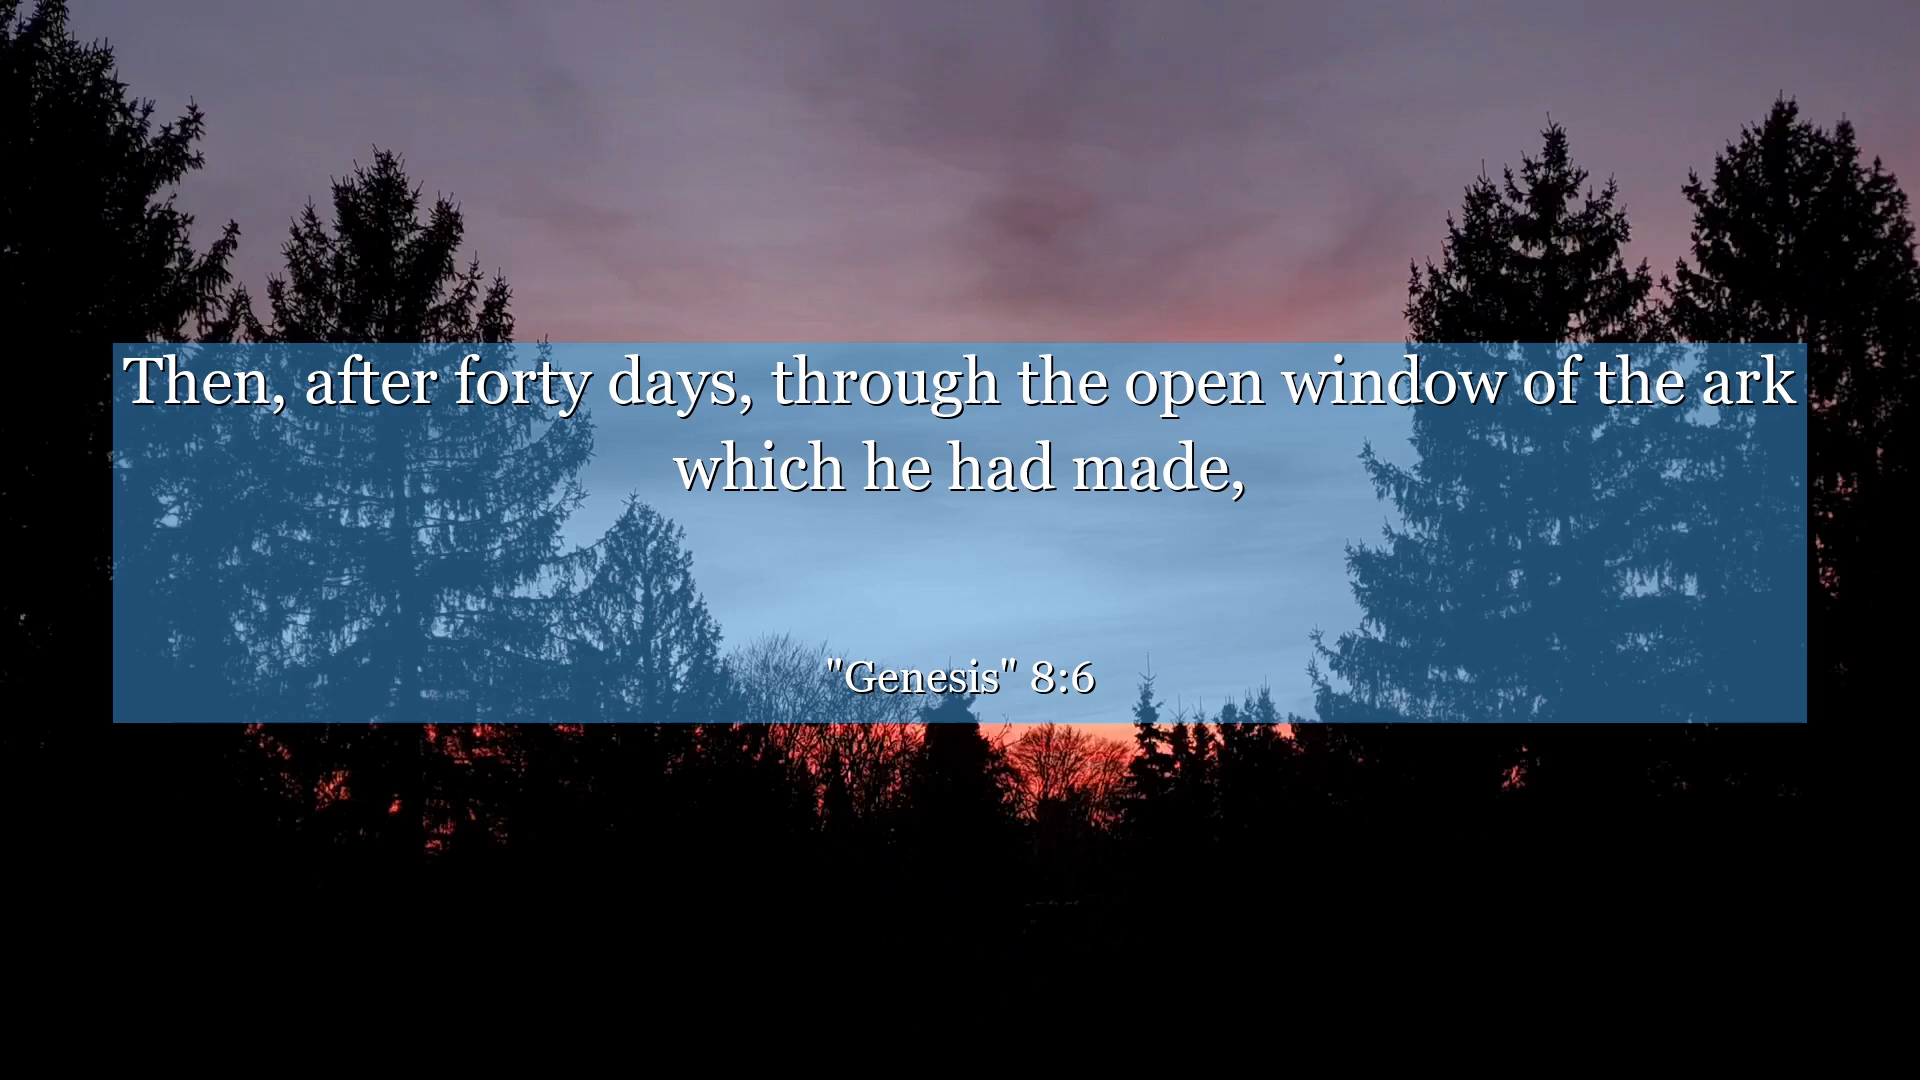 Then, after forty days, through the open window of the ark
which he had made,
"Genesis" 8:6